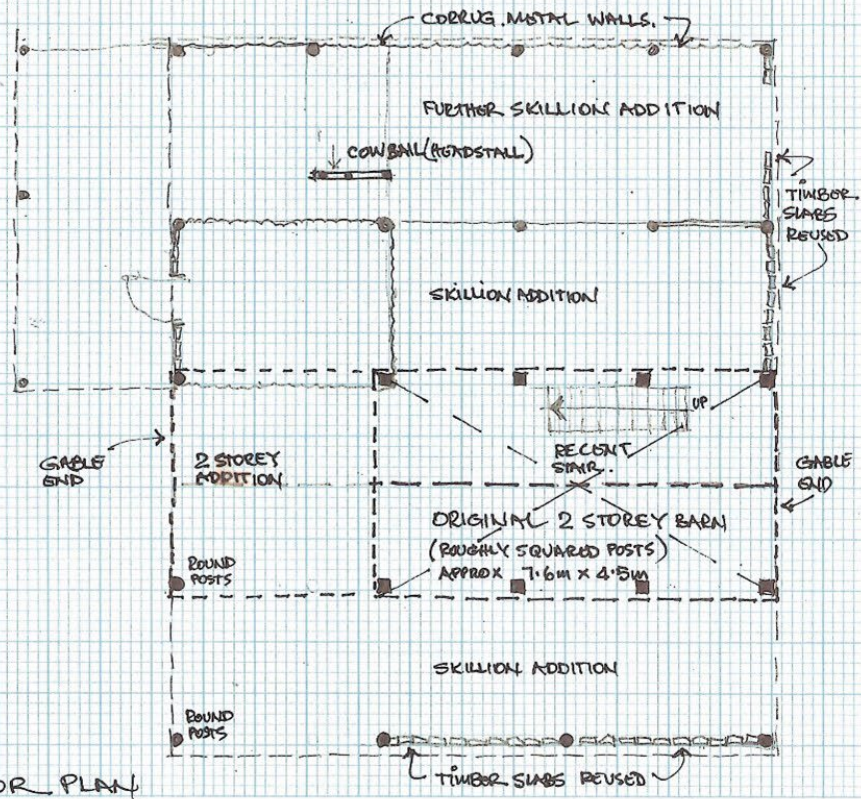 CORRUG. METAL WALLS.
FURTHER SKILLION ADDITION
COWBAIL (HEADSTALL)
TIMBER
SLABS
REUSED
SKILLION ADDITION
UP
RECENT
STAIR.
GABLE
END
2 STOREY
ADDITION
GABLE
END
ORIGINAL 2 STOREY BARN
(ROUGHLY SQUARED POSTS)
APPROX 7.6m X 4.5m
ROUND
POSTS
SKILLION ADDITION
ROUND
POSTS
TIMBER SLABS REUSED
OR PLAN